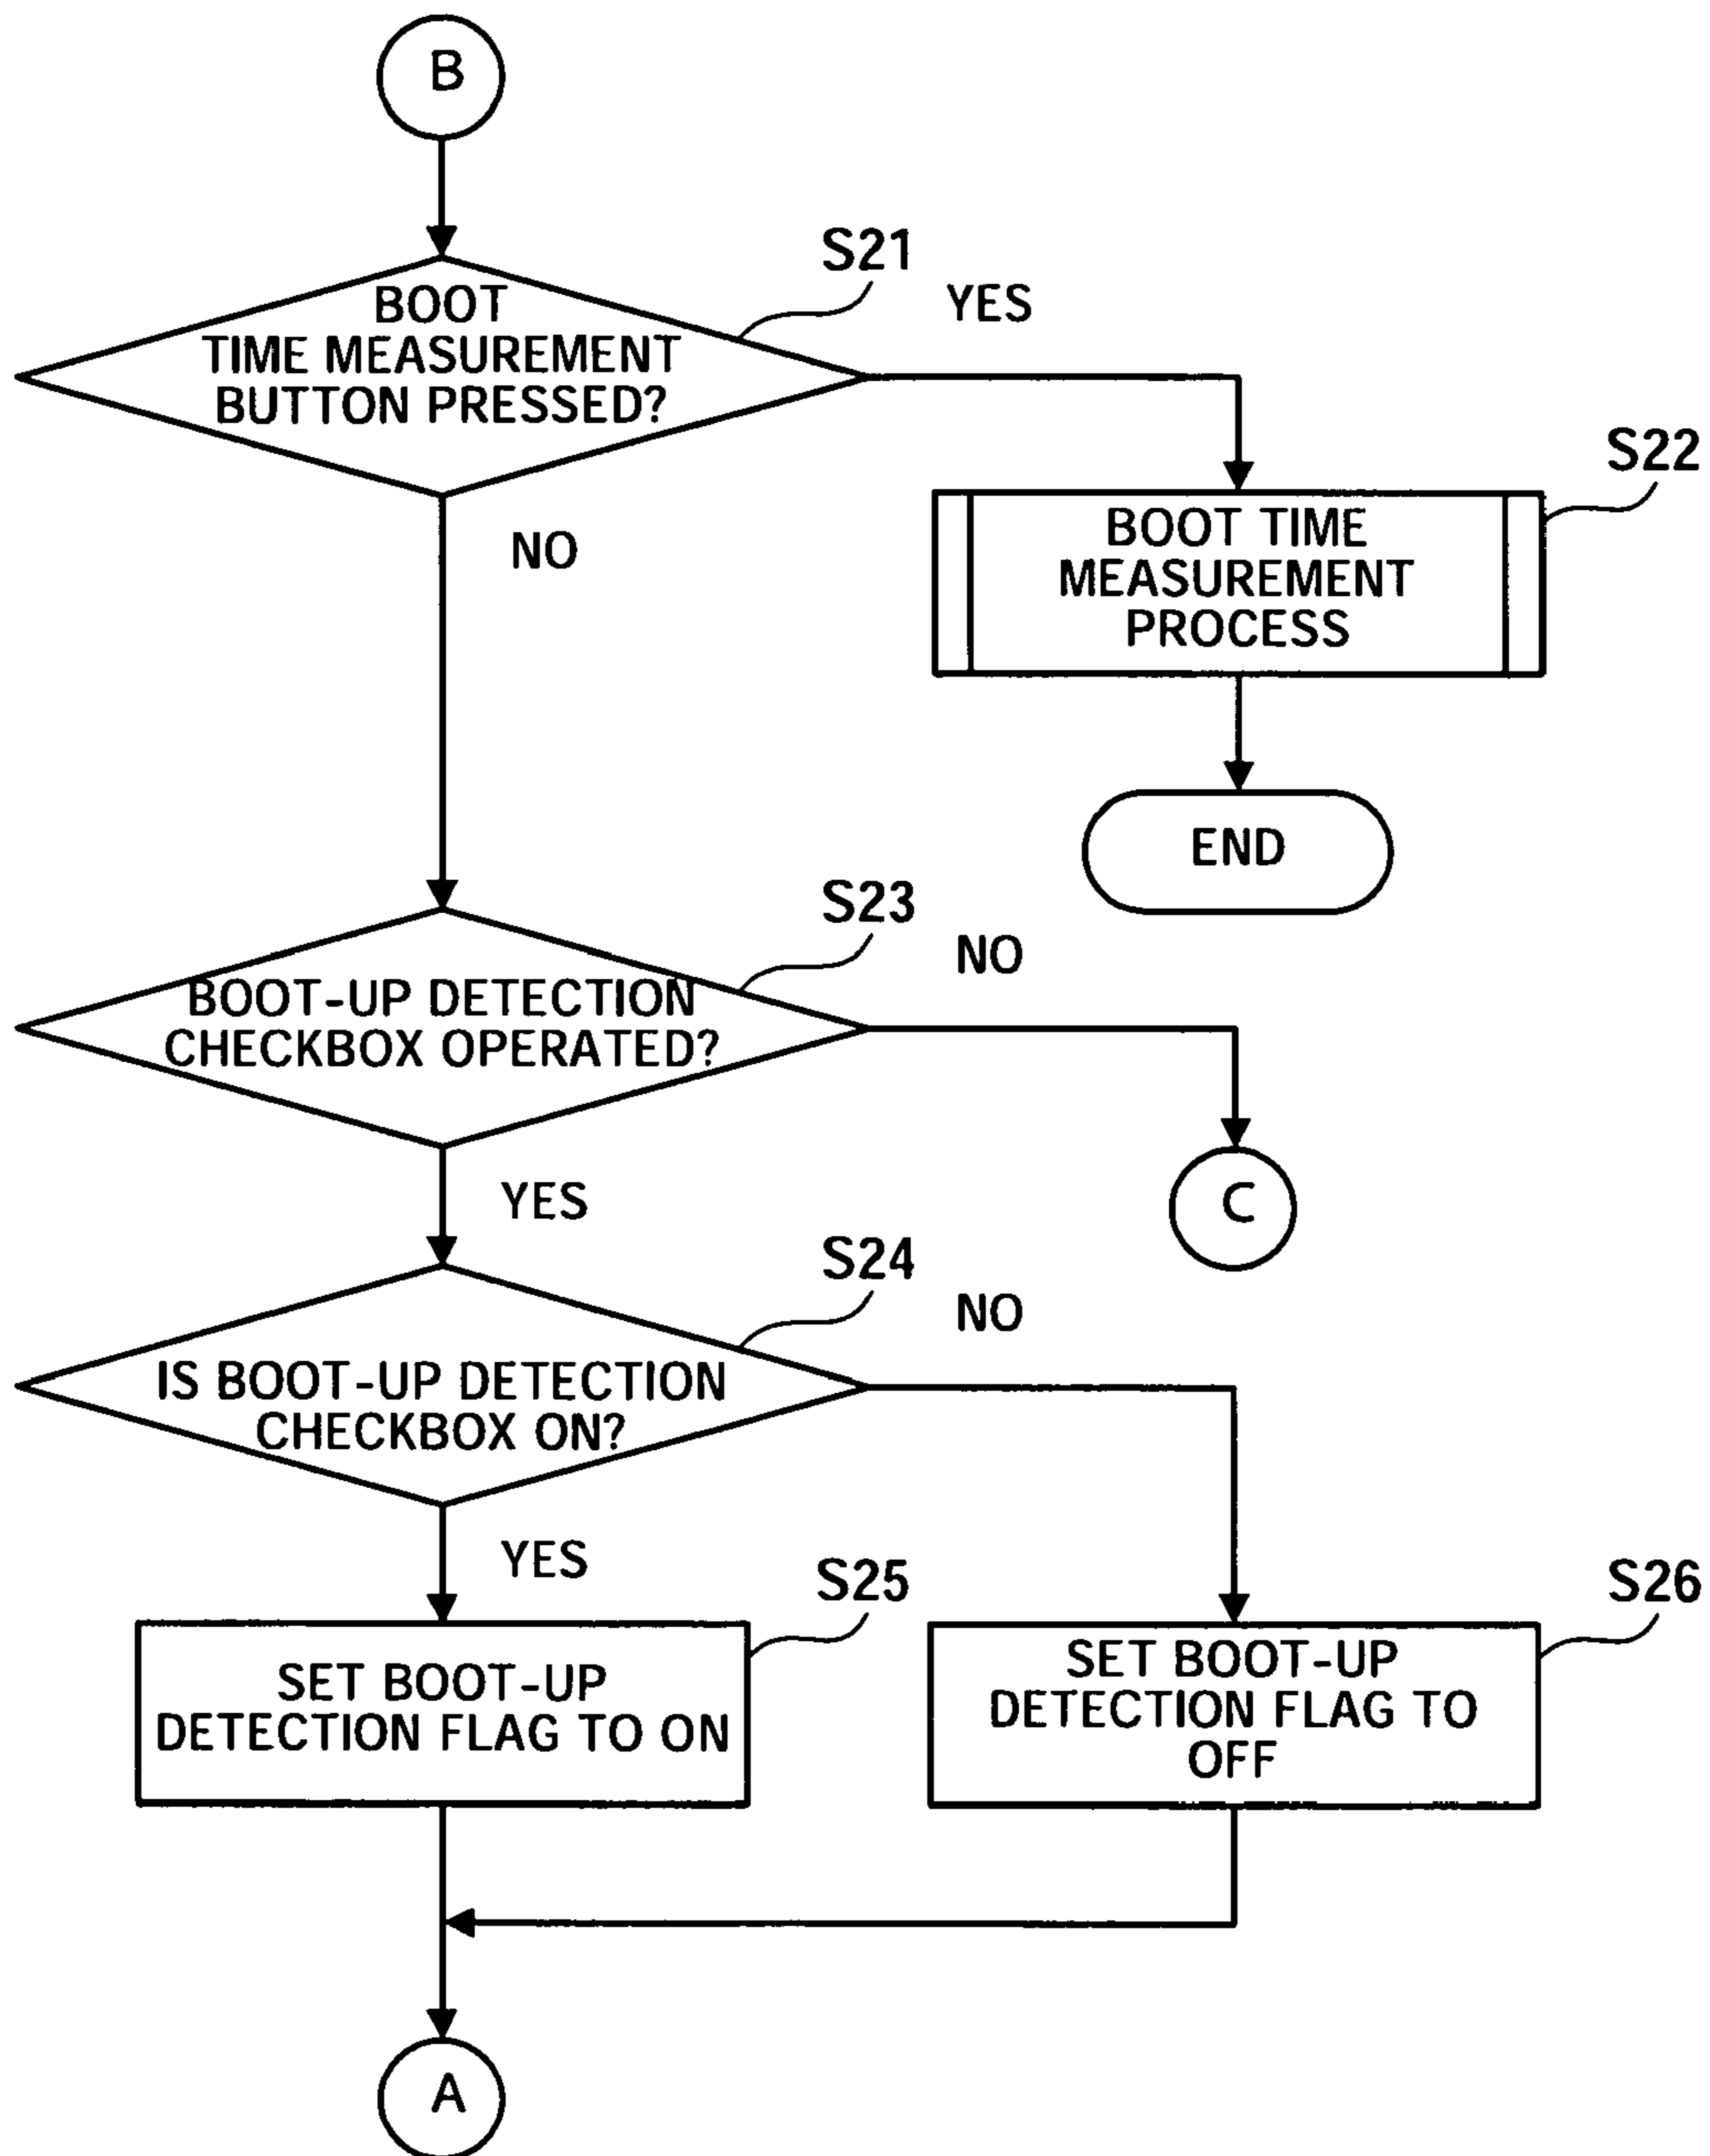 B
S21
YES
BOOT
TIME MEASUREMENT
BUTTON PRESSED?
S22
NO
BOOT TIME
MEASUREMENT
PROCESS
END
S23
NO
BOOT-UP DETECTION
CHECKBOX OPERATED?
YES
C
S24
NO
IS BOOT-UP DETECTION
CHECKBOX ON?
YES
S25
S26
SET BOOT-UP
DETECTION FLAG TO ON
SET BOOT-UP
DETECTION FLAG TO
OFF
A